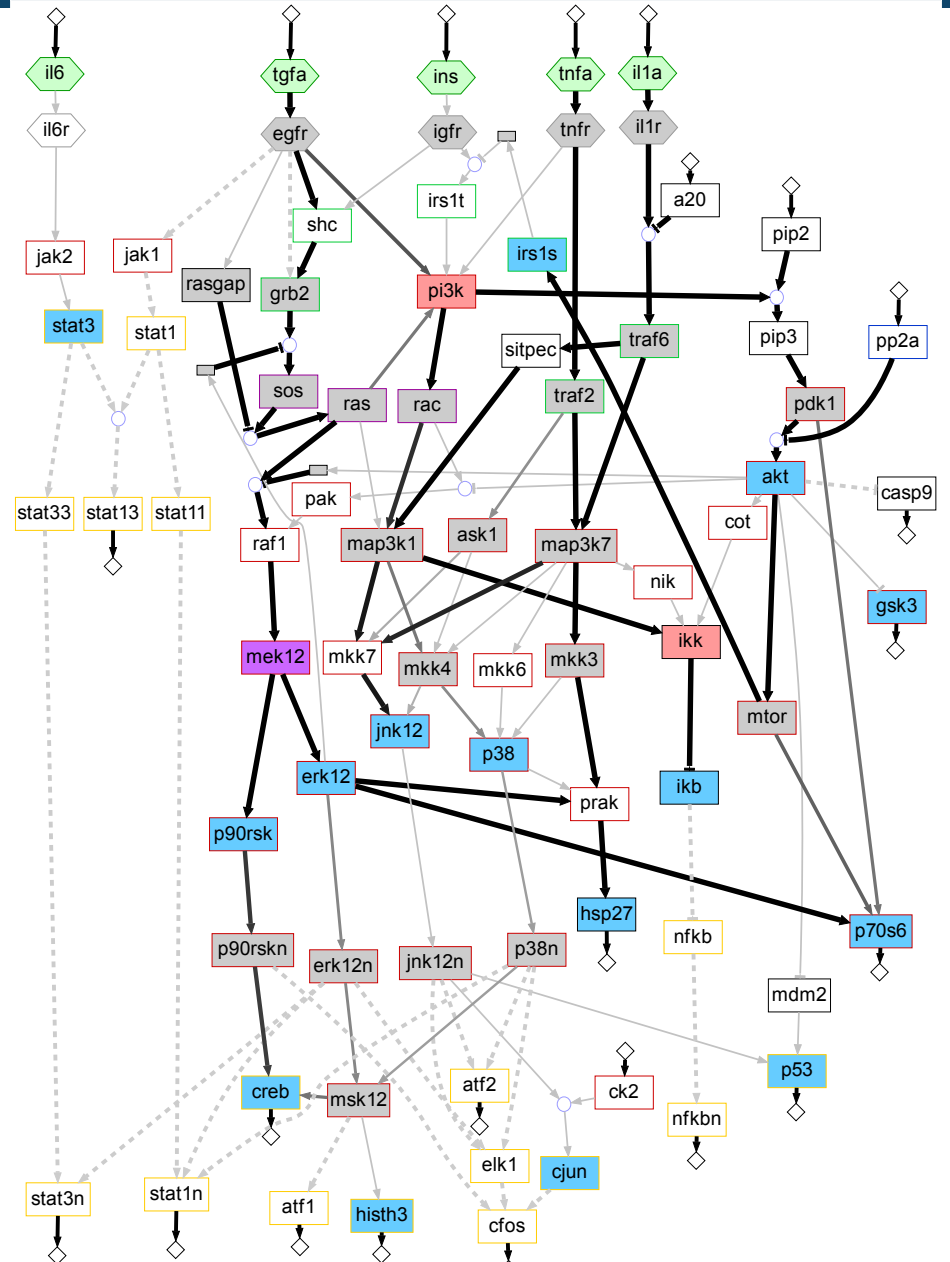 il6
tgfa
ins
tnfa
il1a
il6r
egfr
igfr
tnfr
il1r
a20
irs1t
shc
pip2
jak2
jak1
irs1s
rasgap
grb2
pi3k
stat3
stat1
sitpec
traf6
pip3
pp2a
sos
ras
rac
traf2
pdk1
akt
casp9
pak
stat33
stat13
stat11
cot
raf1
map3k1
ask1
map3k7
nik
gsk3
mek12
mkk7
mkk4
mkk6
mkk3
ikk
mtor
jnk12
p38
erk12
ikb
prak
p90rsk
hsp27
nfkb
p70s6
p90rskn
erk12n
jnk12n
p38n
mdm2
p53
creb
msk12
atf2
ck2
nfkbn
elk1
cjun
stat3n
stat1n
atf1
histh3
cfos